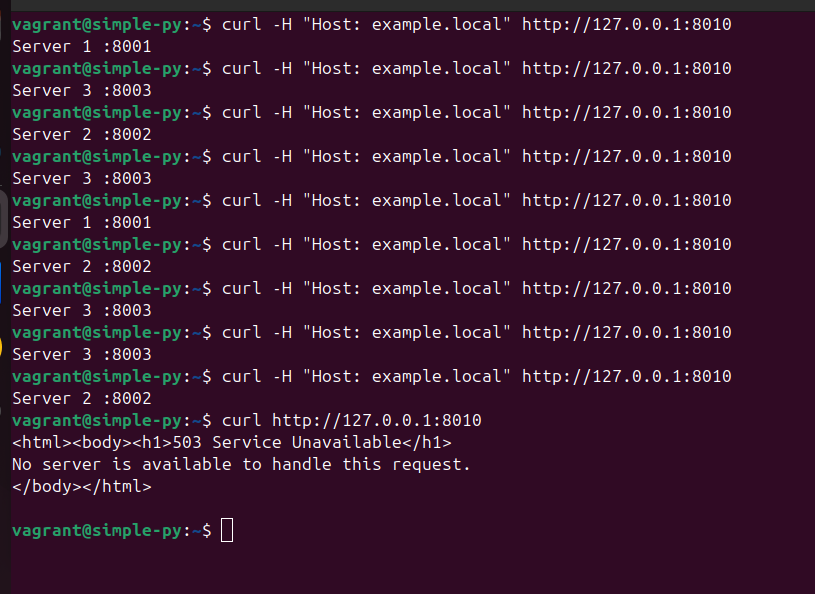 vagrant@simple-py:~$ curl -H "Host: example.local" http://127.0.0.1:8010
Server 1 :8001
vagrant@simple-py:~$ curl -H "Host: example.local" http://127.0.0.1:8010
Server 3 :8003
vagrant@simple-py:~$ curl -H "Host: example.local" http://127.0.0.1:8010
Server 2 :8002
vagrant@simple-py:~$ curl -H "Host: example.local" http://127.0.0.1:8010
Server 3 :8003
vagrant@simple-py:~$ curl -H "Host: example.local" http://127.0.0.1:8010
Server 1 :8001
vagrant@simple-py:~$ curl -H "Host: example.local" http://127.0.0.1:8010
Server 2 :8002
vagrant@simple-py:~$ curl -H "Host: example.local" http://127.0.0.1:8010
Server 3 :8003
vagrant@simple-py:~$ curl -H "Host: example.local" http://127.0.0.1:8010
Server 3 :8003
vagrant@simple-py:~$ curl -H "Host: example.local" http://127.0.0.1:8010
Server 2 :8002
vagrant@simple-py:~$ curl http://127.0.0.1:8010
<html><body><h1>503 Service Unavailable</h1>
No server is available to handle this request.
</body></html>
vagrant@simple-py:~$